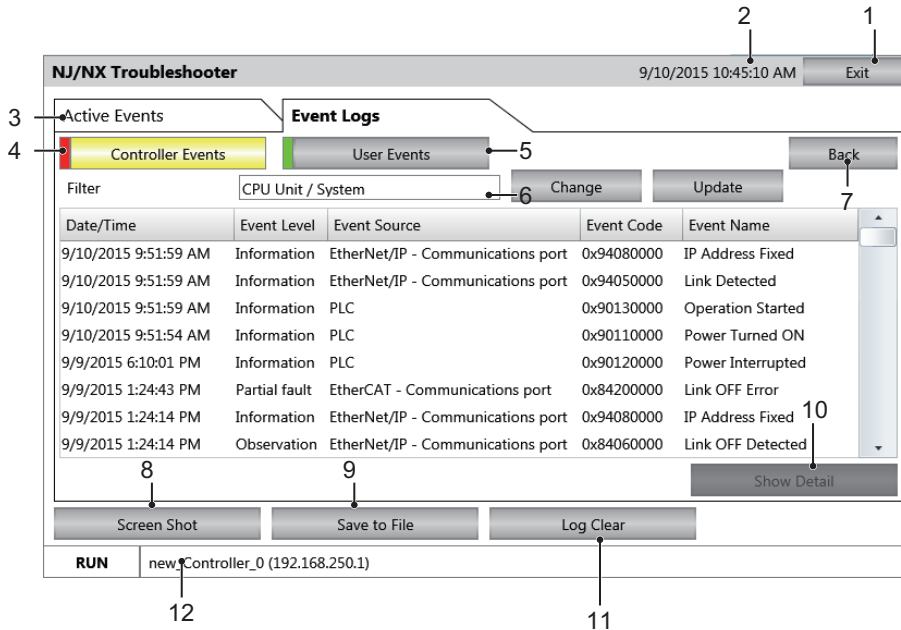 2 1
NJ/NX Troubleshooter 9/10/2015 10:45:10 AM Exit
3 Active Events Event Logs
4 Controller Events User Events 5 Back
Filter CPU Unit / System 6 Change Update 7
Date/Time Event Level Event Source Event Code Event Name
9/10/2015 9:51:59 AM Information EtherNet/IP - Communications port 0x94080000 IP Address Fixed
9/10/2015 9:51:59 AM Information EtherNet/IP - Communications port 0x94050000 Link Detected
9/10/2015 9:51:59 AM Information PLC 0x90130000 Operation Started
9/10/2015 9:51:54 AM Information PLC 0x90110000 Power Turned ON
9/9/2015 6:10:01 PM Information PLC 0x90120000 Power Interrupted
9/9/2015 1:24:43 PM Partial fault EtherCAT - Communications port 0x84200000 Link OFF Error
9/9/2015 1:24:14 PM Information EtherNet/IP - Communications port 0x94080000 IP Address Fixed
9/9/2015 1:24:14 PM Observation EtherNet/IP - Communications port 0x84060000 Link OFF Detected
10
8 9 Show Detail
Screen Shot Save to File Log Clear
RUN new_Controller_0 (192.168.250.1)
12 11